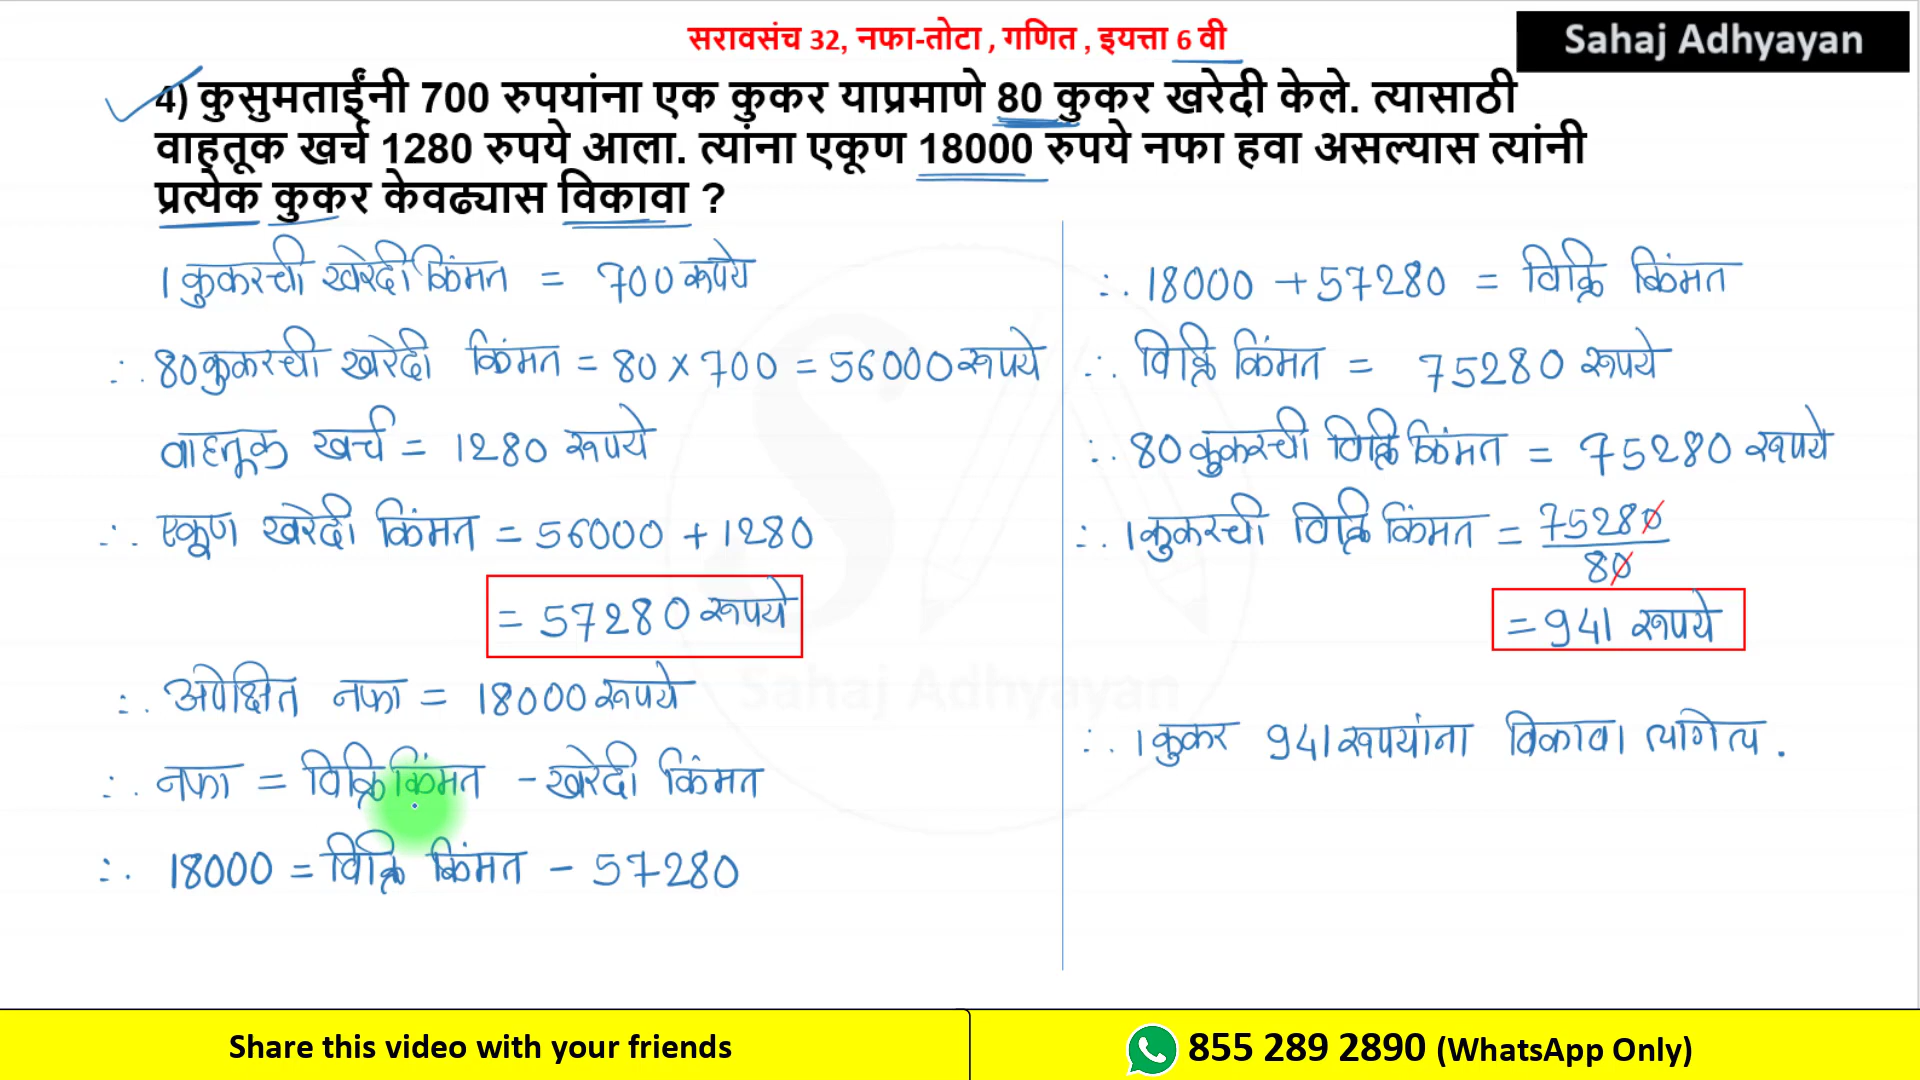 सरावसंच 32, नफा-तोटा , गणित , इयत्ता 6 वी
Sahaj Adhyayan
4) कुसुमताईंनी 700 रुपयांना एक कुकर याप्रमाणे 80 कुकर खरेदी केले. त्यासाठी
वाहतूक खर्च 1280 रुपये आला. त्यांना एकूण 18000 रुपये नफा हवा असल्यास त्यांनी
प्रत्येक कुकर केवढ्यास विकावा ?
1 कुकरची खरेदी किंमत = 700 रूपये
∴ 80 कुकरची खरेदी किंमत = 80 × 700 = 56000 रूपये
वाहतूक खर्च = 1280 रूपये
∴ एकूण खरेदी किंमत = 56000 + 1280
= 57280 रूपये
∴ अपेक्षित नफा = 18000 रूपये
∴ नफा = विक्रि किंमत - खरेदी किंमत
∴ 18000 = विक्रि किंमत - 57280
∴ 18000 + 57280 = विक्रि किंमत
∴ विक्रि किंमत = 75280 रूपये
∴ 80 कुकरची विक्रि किंमत = 75280 रूपये
∴ 1 कुकरची विक्रि किंमत = 75280
80
= 941 रूपये
∴ 1 कुकर 941 रूपयांना विकावा लागेल.
Sahaj Adhyayan
Share this video with your friends
855 289 2890 (WhatsApp Only)